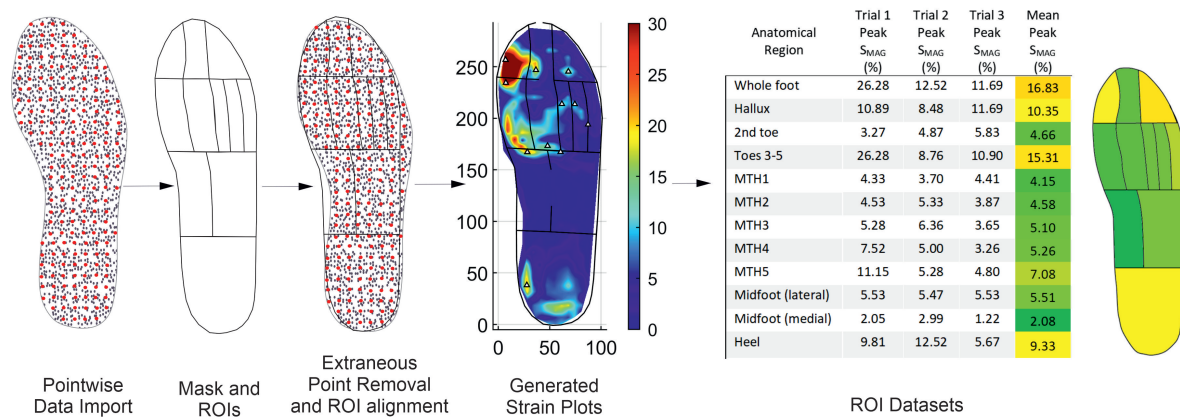 Pointwise
Data Import
Mask and
ROIs
Extraneous
Point Removal
and ROI alignment
250
200
150
100
50
0
0 50 100
30
25
20
15
10
5
0
Generated
Strain Plots
Anatomical
Region
Trial 1
Peak
SMAG
(%)
Trial 2
Peak
SMAG
(%)
Trial 3
Peak
SMAG
(%)
Mean
Peak
SMAG
(%)
Whole foot 26.28 12.52 11.69 16.83
Hallux 10.89 8.48 11.69 10.35
2nd toe 3.27 4.87 5.83 4.66
Toes 3-5 26.28 8.76 10.90 15.31
MTH1 4.33 3.70 4.41 4.15
MTH2 4.53 5.33 3.87 4.58
MTH3 5.28 6.36 3.65 5.10
MTH4 7.52 5.00 3.26 5.26
MTH5 11.15 5.28 4.80 7.08
Midfoot (lateral) 5.53 5.47 5.53 5.51
Midfoot (medial) 2.05 2.99 1.22 2.08
Heel 9.81 12.52 5.67 9.33
ROI Datasets